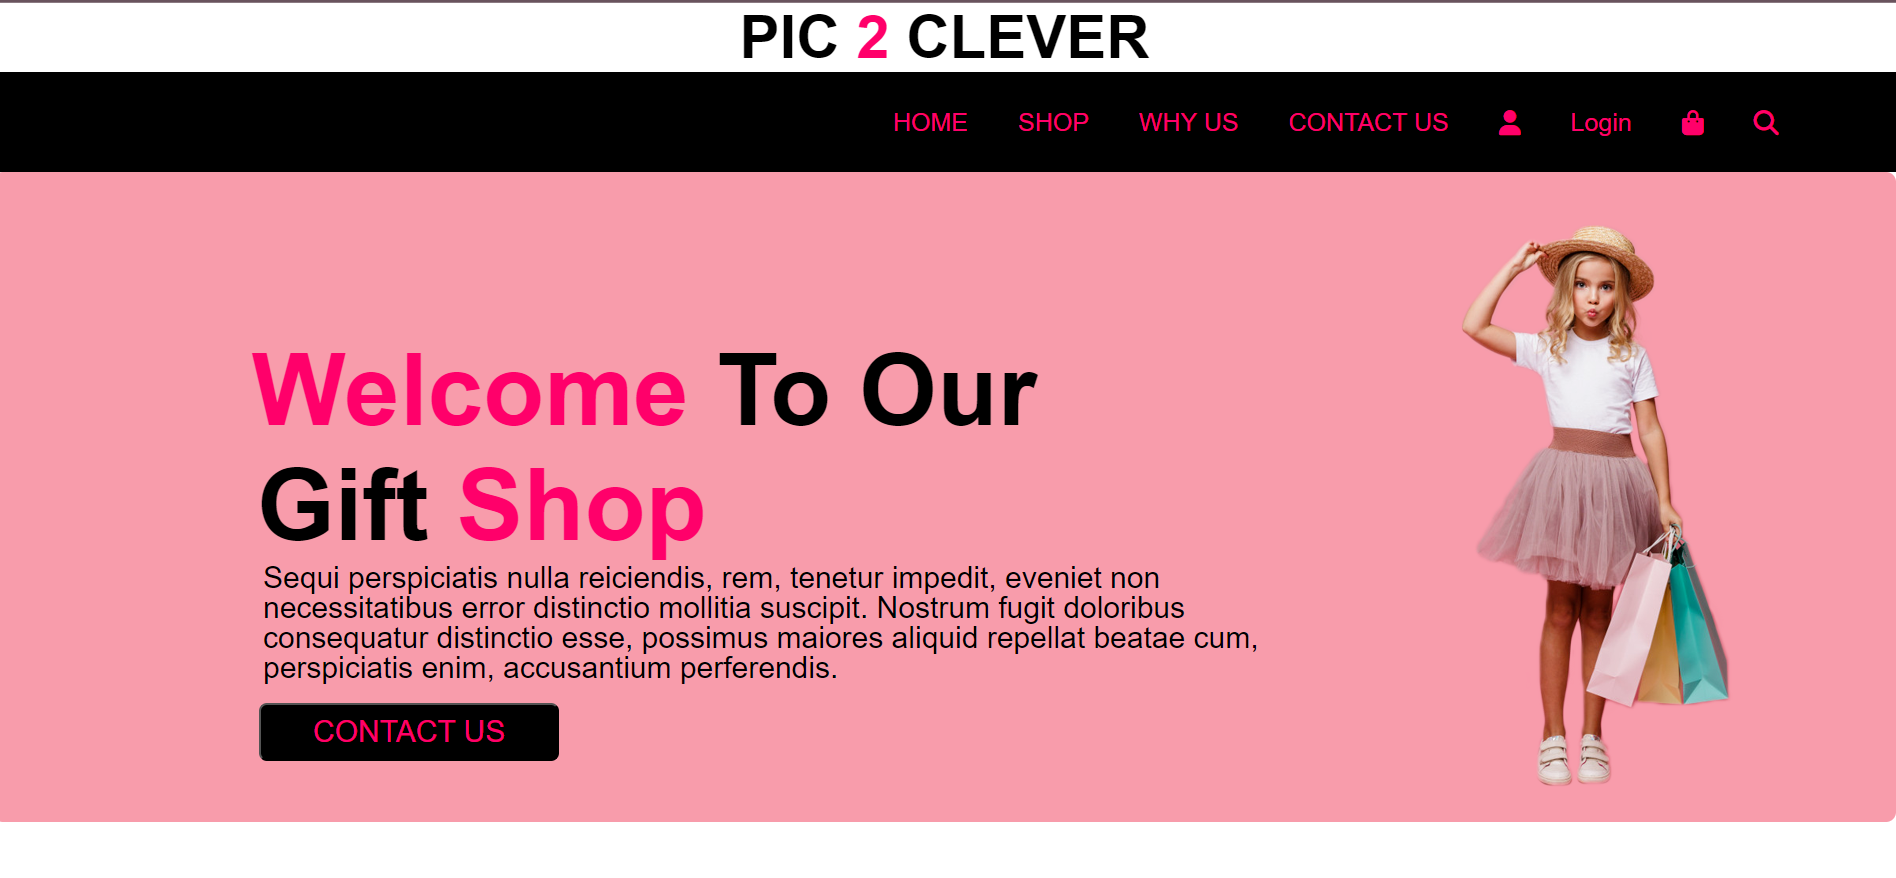 PIC 2 CLEVER
HOME SHOP WHY US CONTACT US Login
Welcome To Our
Gift Shop
Sequi perspiciatis nulla reiciendis, rem, tenetur impedit, eveniet non
necessitatibus error distinctio mollitia suscipit. Nostrum fugit doloribus
consequatur distinctio esse, possimus maiores aliquid repellat beatae cum,
perspiciatis enim, accusantium perferendis.
CONTACT US